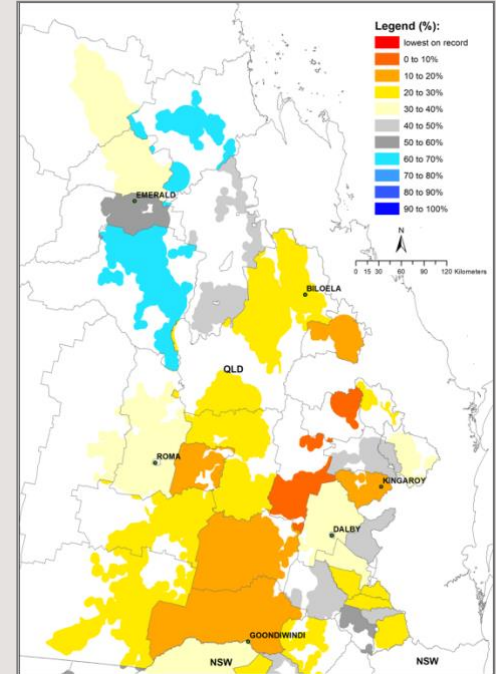 Legend (%):
lowest on record
0 to 10%
10 to 20%
20 to 30%
30 to 40%
40 to 50%
50 to 60%
60 to 70%
70 to 80%
80 to 90%
90 to 100%
N
0 15 30 60 90 120 Kilometers
EMERALD
BILOELA
QLD
ROMA
KINGAROY
DALBY
GOONDIWINDI
NSW
NSW